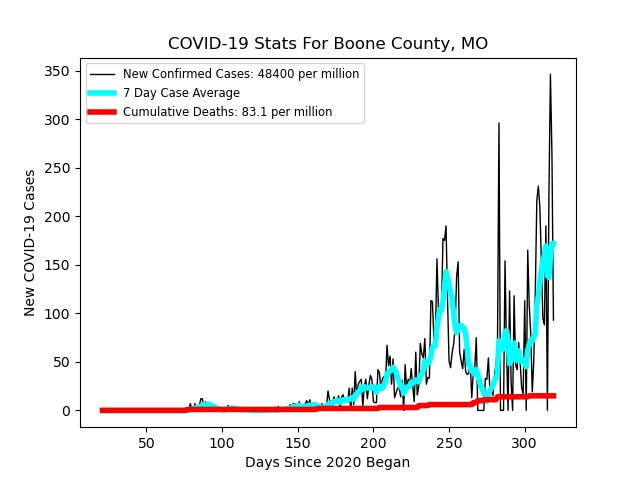 COVID-19 Stats For Boone County, MO
New Confirmed Cases: 48400 per million
7 Day Case Average
Cumulative Deaths: 83.1 per million
New COVID-19 Cases
350
300
250
200
150
100
50
0
50 100 150 200 250 300
Days Since 2020 Began